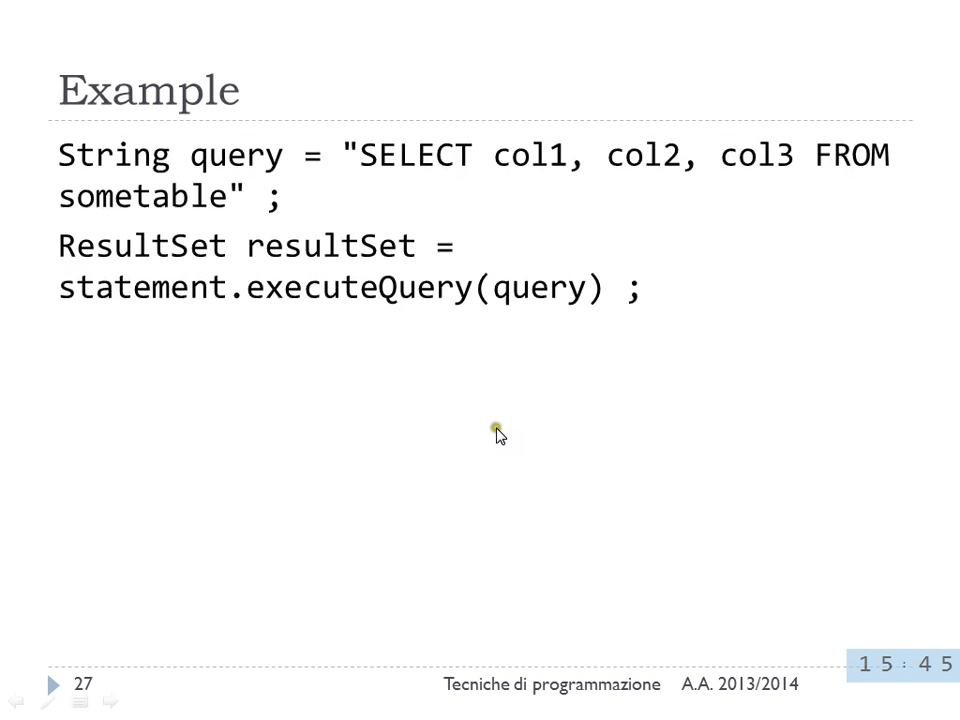 Example
String query = "SELECT col1, col2, col3 FROM
sometable" ;
ResultSet resultSet =
statement.executeQuery(query) ;
27
Tecniche di programmazione A.A. 2013/2014
15:45